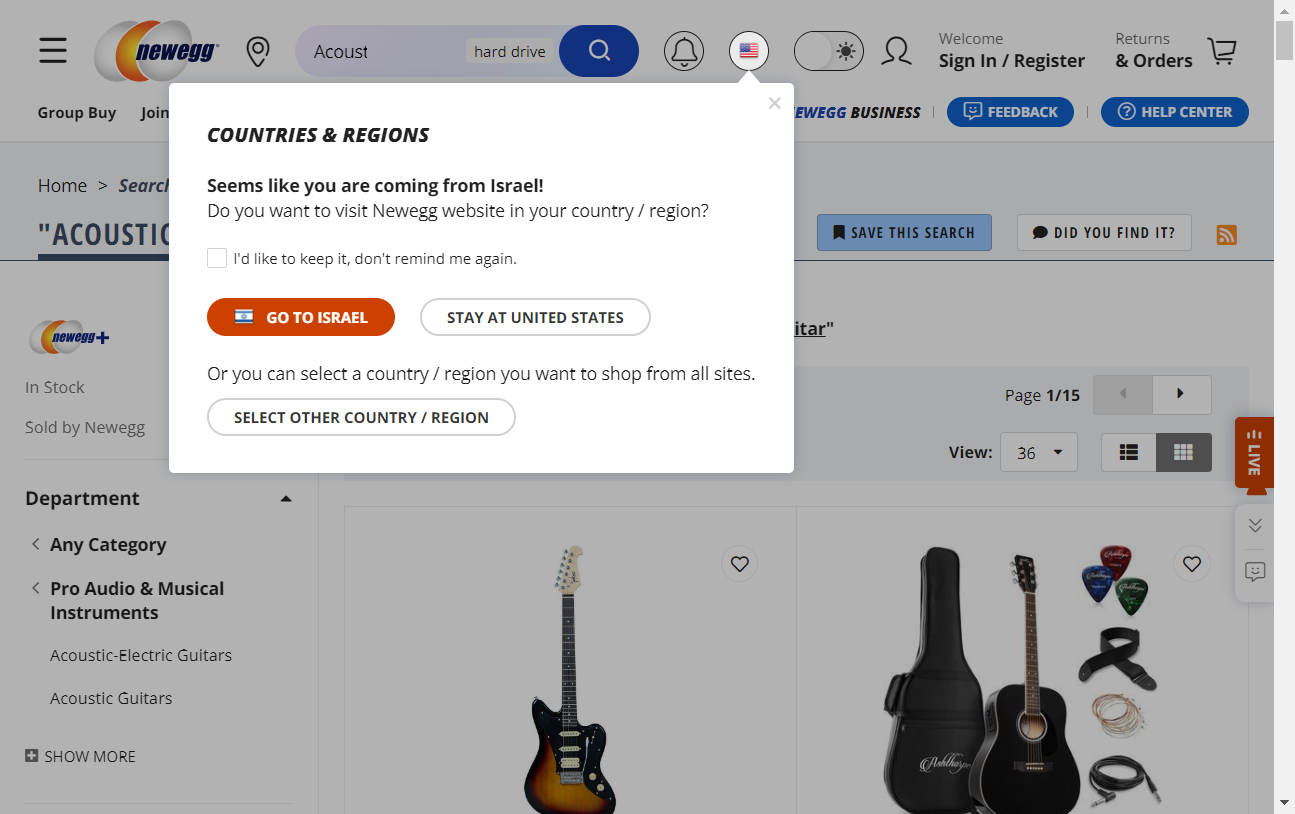 newegg
Acoust
hard drive
Welcome
Sign In / Register
Returns
& Orders
Group Buy
Join
NEWEGG BUSINESS
FEEDBACK
HELP CENTER
COUNTRIES & REGIONS
Seems like you are coming from Israel!
Do you want to visit Newegg website in your country / region?
I'd like to keep it, don't remind me again.
GO TO ISRAEL
STAY AT UNITED STATES
Or you can select a country / region you want to shop from all sites.
SELECT OTHER COUNTRY / REGION
Home > Search
"ACOUSTIC
SAVE THIS SEARCH
DID YOU FIND IT?
newegg+
itar"
In Stock
Sold by Newegg
Page 1/15
View:
36
LIVE
Department
Any Category
Pro Audio & Musical
Instruments
Acoustic-Electric Guitars
Acoustic Guitars
SHOW MORE
Ashthorpe